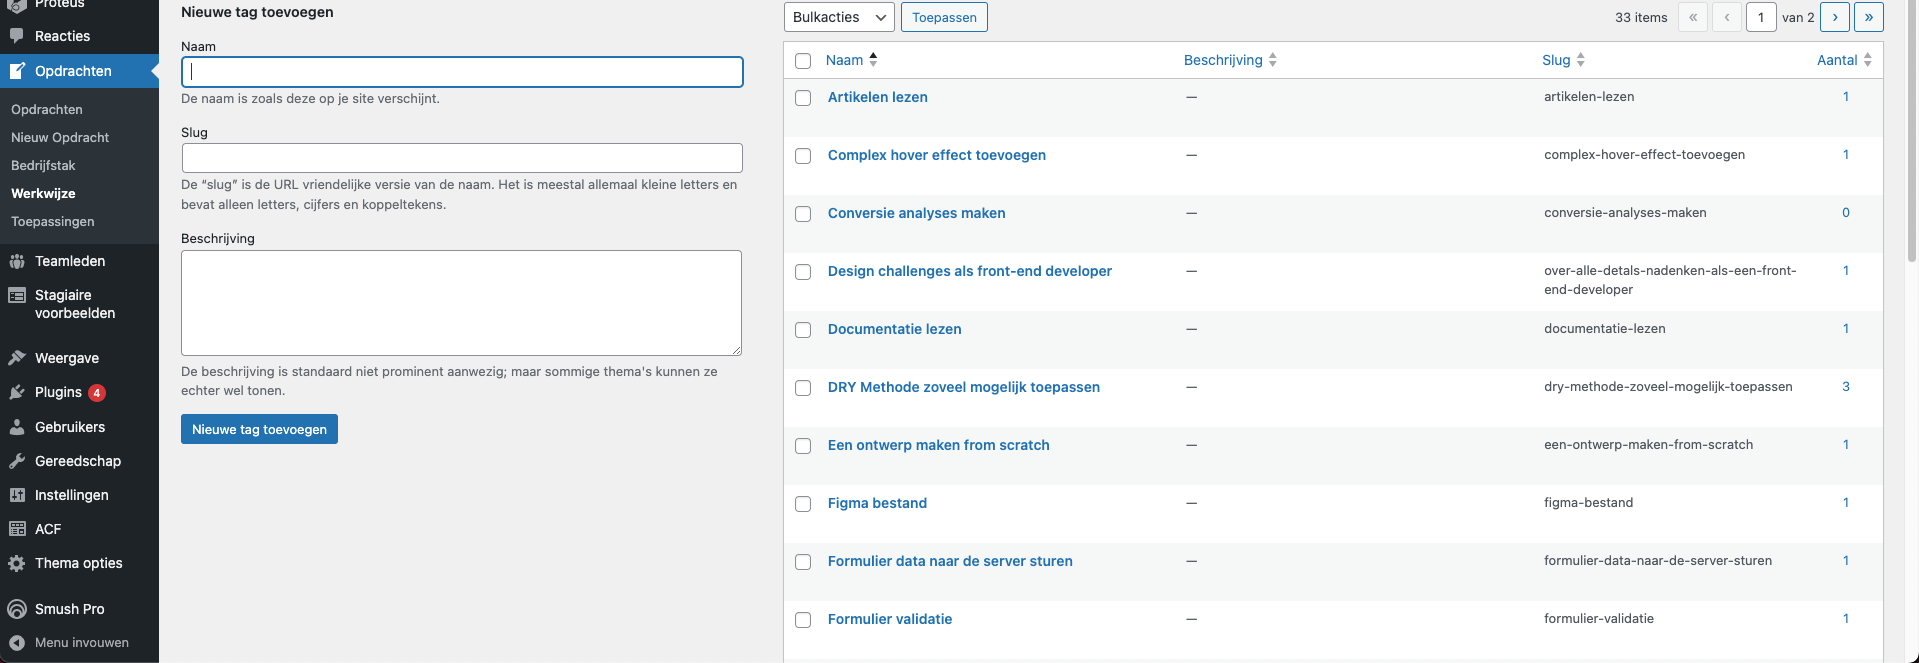 Proteus
Reacties
Opdrachten
Opdrachten
Nieuw Opdracht
Bedrijfstak
Werkwijze
Toepassingen
Teamleden
Stagiaire
voorbeelden
Weergave
Plugins 4
Gebruikers
Gereedschap
Instellingen
ACF
Thema opties
Smush Pro
Menu invouwen
Nieuwe tag toevoegen
Naam
De naam is zoals deze op je site verschijnt.
Slug
De “slug” is de URL vriendelijke versie van de naam. Het is meestal allemaal kleine letters en
bevat alleen letters, cijfers en koppeltekens.
Beschrijving
De beschrijving is standaard niet prominent aanwezig; maar sommige thema's kunnen ze
echter wel tonen.
Nieuwe tag toevoegen
Bulkacties Toepassen 33 items « ‹ 1 van 2 › »
Naam Beschrijving Slug Aantal
Artikelen lezen — artikelen-lezen 1
Complex hover effect toevoegen — complex-hover-effect-toevoegen 1
Conversie analyses maken — conversie-analyses-maken 0
Design challenges als front-end developer — over-alle-detals-nadenken-als-een-front- 1
end-developer
Documentatie lezen — documentatie-lezen 1
DRY Methode zoveel mogelijk toepassen — dry-methode-zoveel-mogelijk-toepassen 3
Een ontwerp maken from scratch — een-ontwerp-maken-from-scratch 1
Figma bestand — figma-bestand 1
Formulier data naar de server sturen — formulier-data-naar-de-server-sturen 1
Formulier validatie — formulier-validatie 1